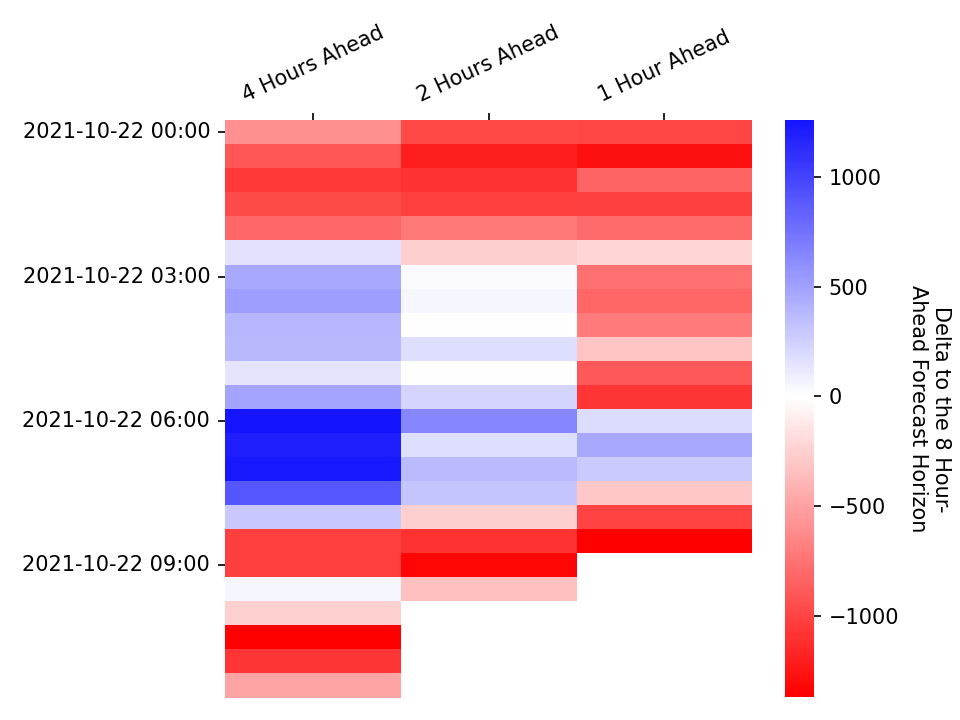 4 Hours Ahead
2 Hours Ahead
1 Hour Ahead
2021-10-22 00:00
2021-10-22 03:00
2021-10-22 06:00
2021-10-22 09:00
1000
500
0
−500
−1000
Delta to the 8 Hour-
Ahead Forecast Horizon